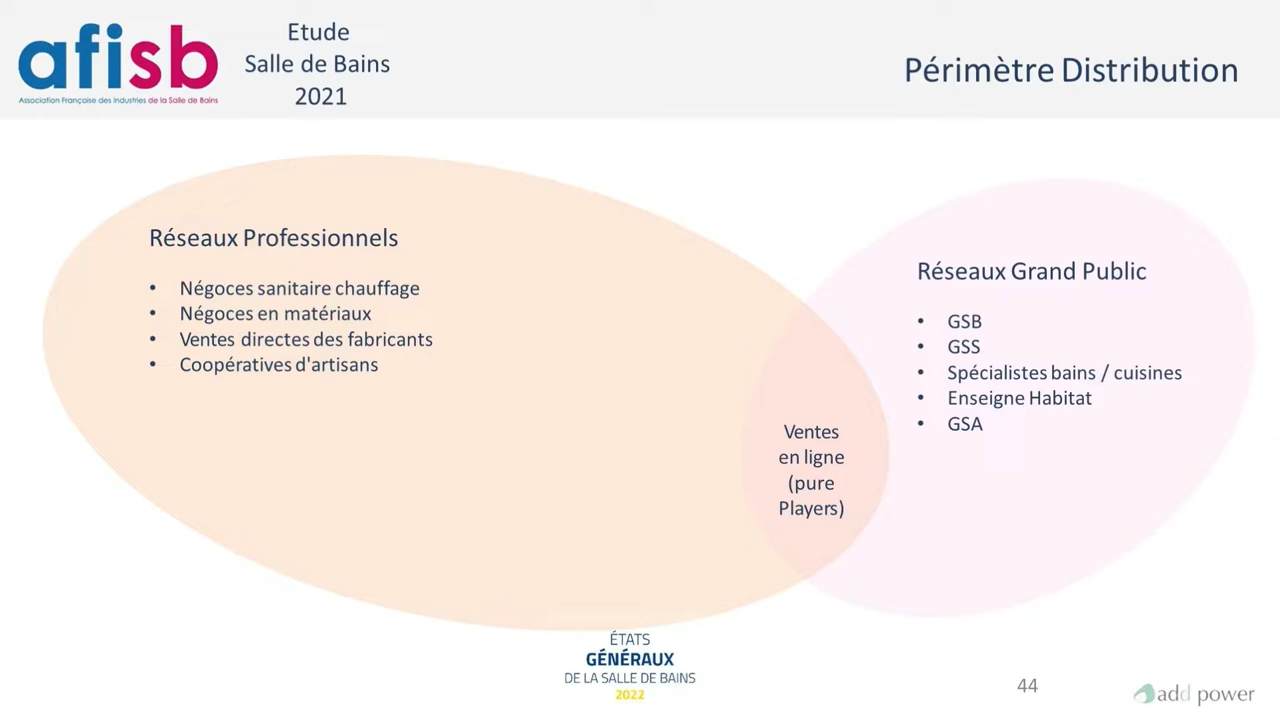 afisb
Association Française des Industries de la Salle de Bains
Etude
Salle de Bains
2021
Périmètre Distribution
Réseaux Professionnels
• Négoces sanitaire chauffage
• Négoces en matériaux
• Ventes directes des fabricants
• Coopératives d'artisans
Réseaux Grand Public
• GSB
• GSS
• Spécialistes bains / cuisines
• Enseigne Habitat
• GSA
Ventes
en ligne
(pure
Players)
ÉTATS
GÉNÉRAUX
DE LA SALLE DE BAINS
2022
44
add power